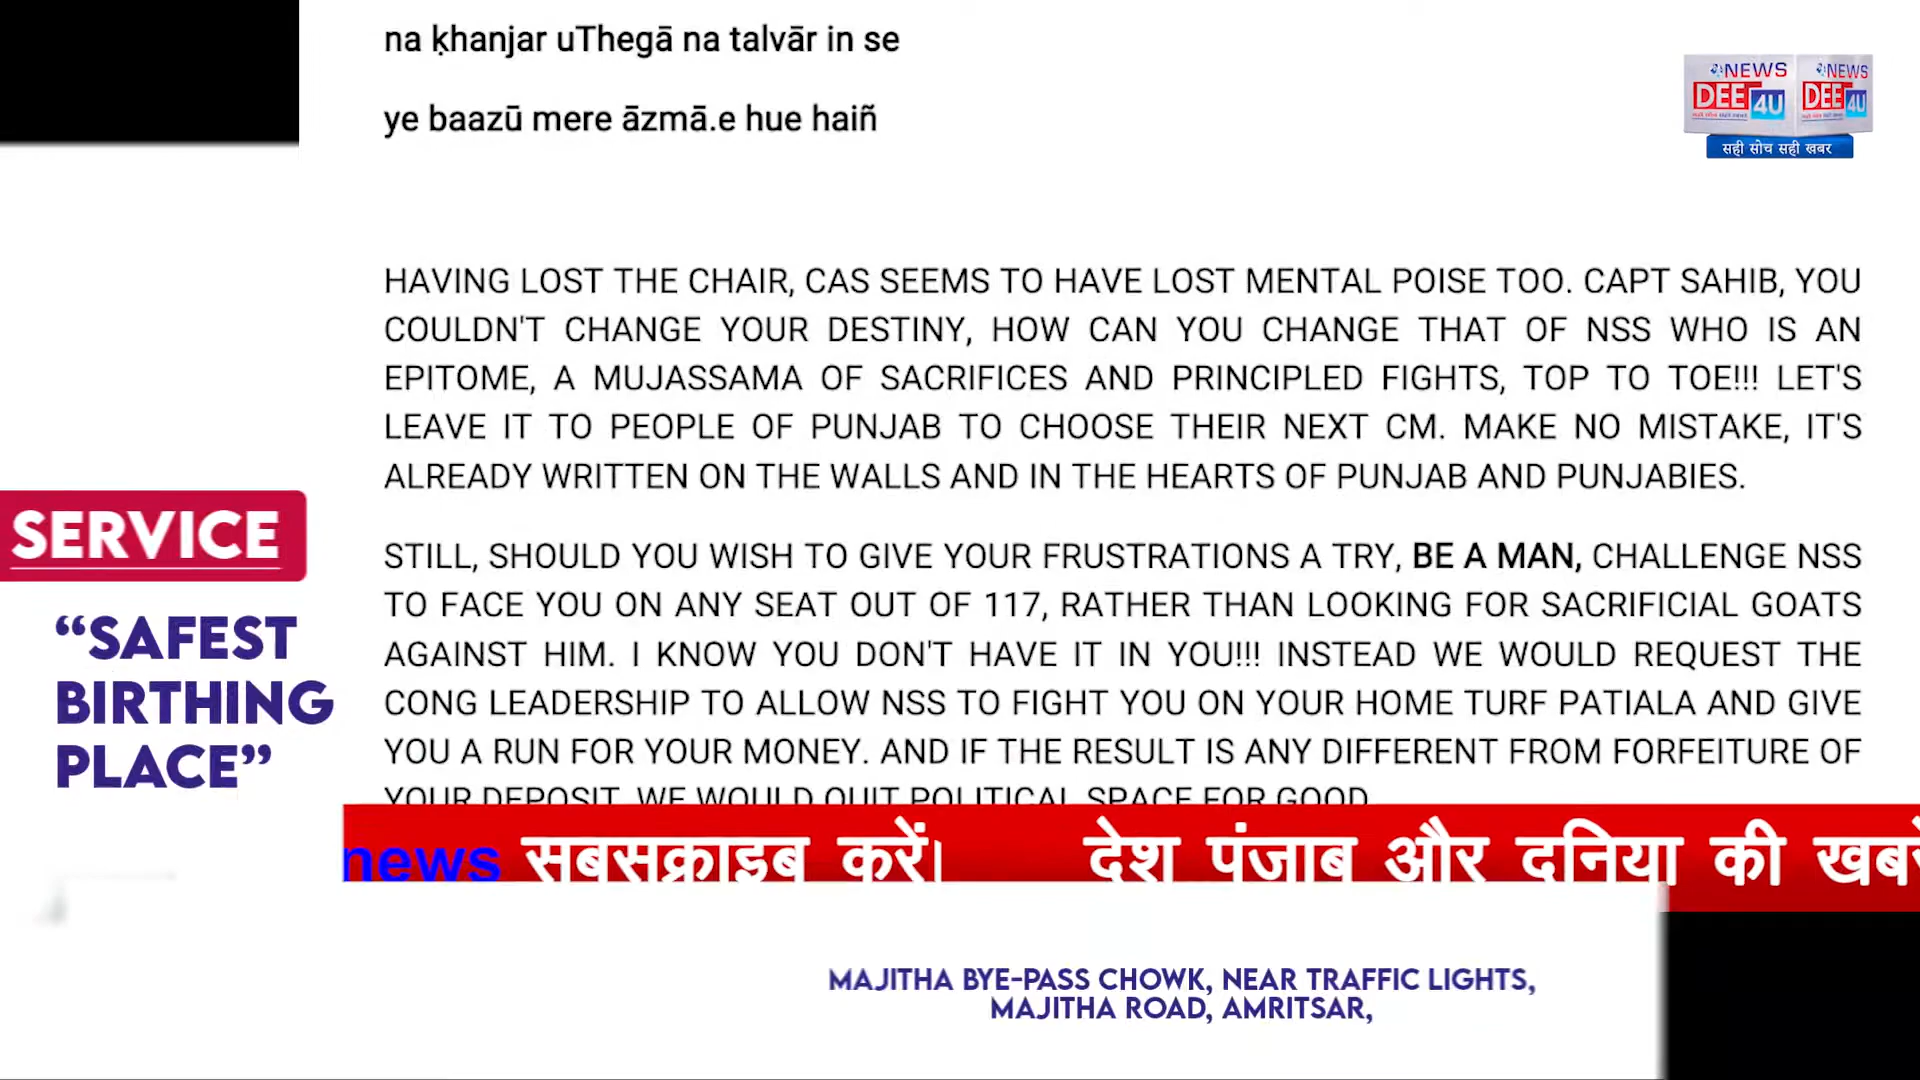 na ḳhanjar uThegā na talvār in se
ye baazū mere āzmā.e hue haiñ
NEWS
DEE
4U
NEWS
DEE
4U
सही सोच सही खबर
HAVING LOST THE CHAIR, CAS SEEMS TO HAVE LOST MENTAL POISE TOO. CAPT SAHIB, YOU
COULDN'T CHANGE YOUR DESTINY, HOW CAN YOU CHANGE THAT OF NSS WHO IS AN
EPITOME, A MUJASSAMA OF SACRIFICES AND PRINCIPLED FIGHTS, TOP TO TOE!!! LET'S
LEAVE IT TO PEOPLE OF PUNJAB TO CHOOSE THEIR NEXT CM. MAKE NO MISTAKE, IT'S
ALREADY WRITTEN ON THE WALLS AND IN THE HEARTS OF PUNJAB AND PUNJABIES.
STILL, SHOULD YOU WISH TO GIVE YOUR FRUSTRATIONS A TRY, BE A MAN, CHALLENGE NSS
TO FACE YOU ON ANY SEAT OUT OF 117, RATHER THAN LOOKING FOR SACRIFICIAL GOATS
AGAINST HIM. I KNOW YOU DON'T HAVE IT IN YOU!!! INSTEAD WE WOULD REQUEST THE
CONG LEADERSHIP TO ALLOW NSS TO FIGHT YOU ON YOUR HOME TURF PATIALA AND GIVE
YOU A RUN FOR YOUR MONEY. AND IF THE RESULT IS ANY DIFFERENT FROM FORFEITURE OF
YOUR DEPOSIT, WE WOULD QUIT POLITICAL SPACE FOR GOOD.
SERVICE
“SAFEST
BIRTHING
PLACE”
news सबसक्राइब करें। देश पंजाब और दुनिया की
MAJITHA BYE-PASS CHOWK, NEAR TRAFFIC LIGHTS,
MAJITHA ROAD, AMRITSAR,